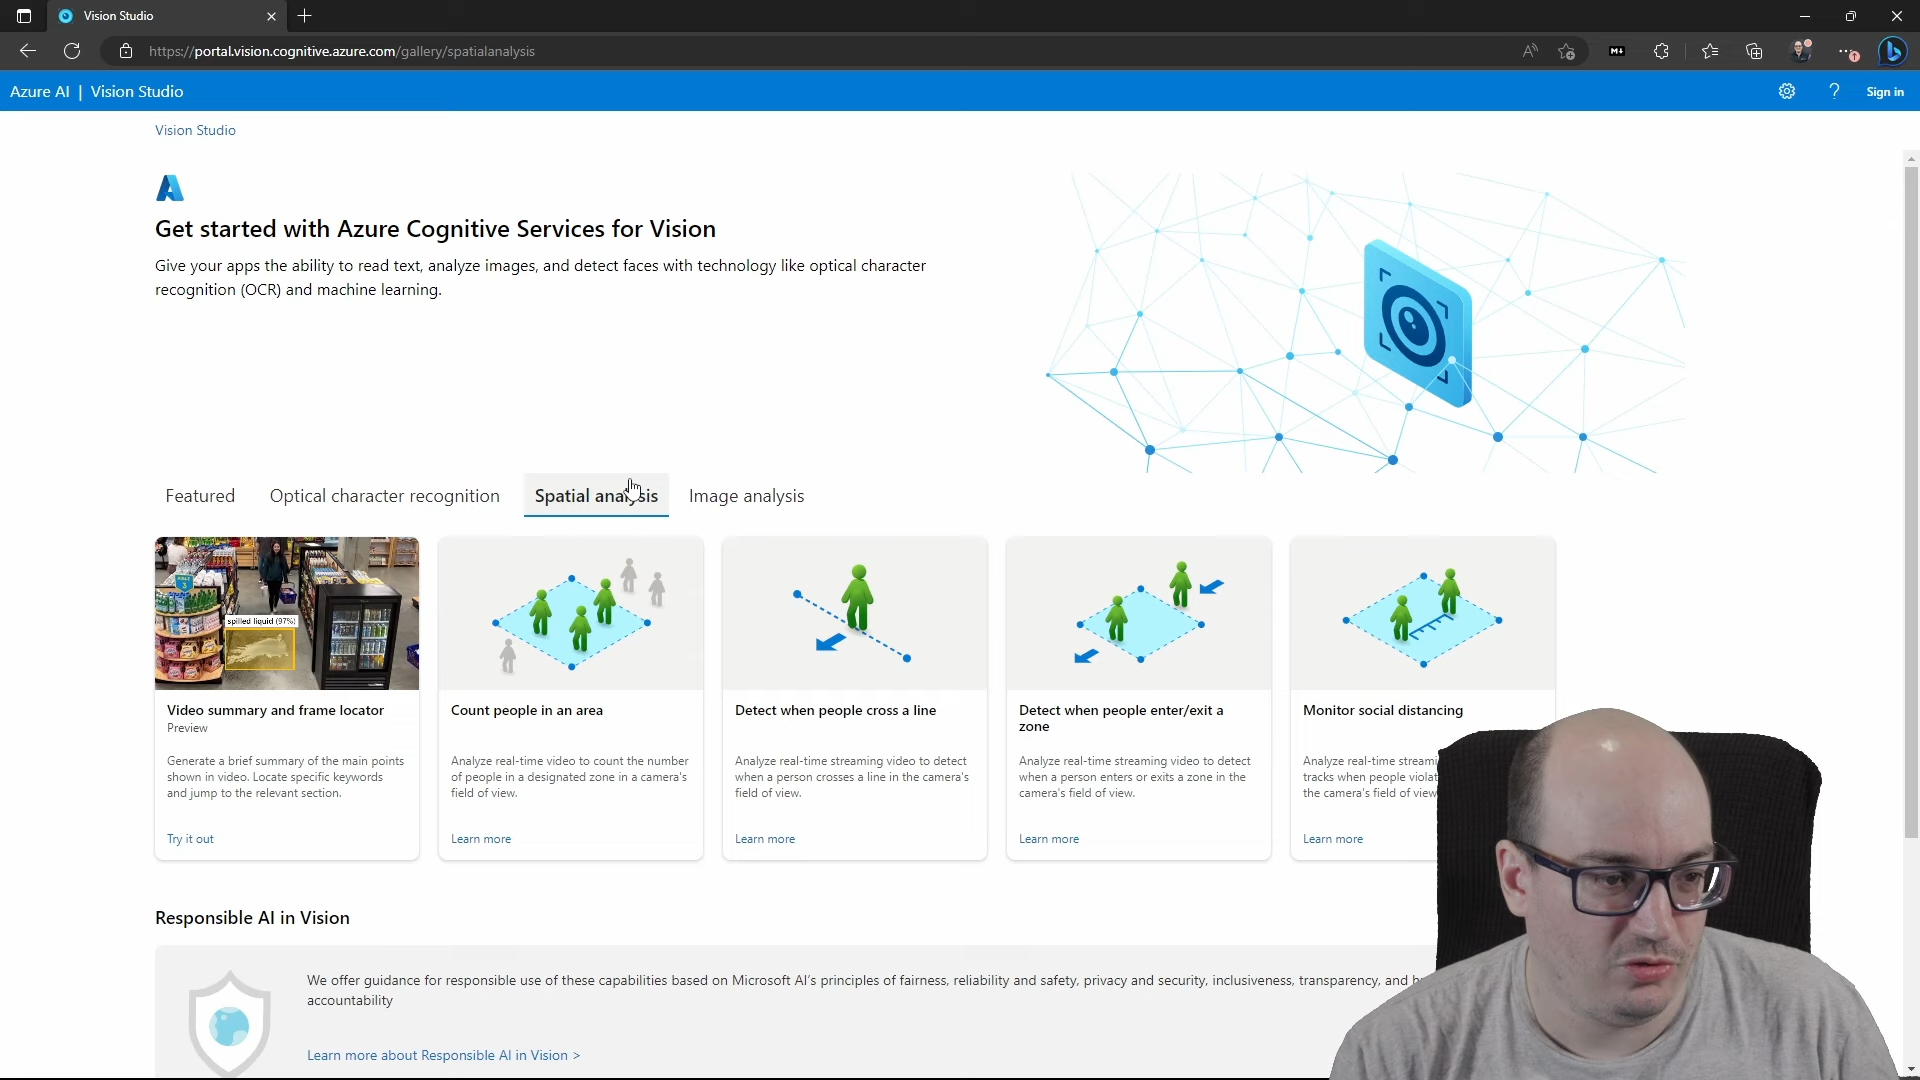 Vision Studio
https://portal.vision.cognitive.azure.com/gallery/spatialanalysis
Azure AI | Vision Studio
? Sign in
Vision Studio
Get started with Azure Cognitive Services for Vision
Give your apps the ability to read text, analyze images, and detect faces with technology like optical character
recognition (OCR) and machine learning.
Featured
Optical character recognition
Spatial analysis
Image analysis
spilled liquid (97%)
Video summary and frame locator
Preview
Generate a brief summary of the main points
shown in video. Locate specific keywords
and jump to the relevant section.
Try it out
Count people in an area
Analyze real-time video to count the number
of people in a designated zone in a camera's
field of view.
Learn more
Detect when people cross a line
Analyze real-time streaming video to detect
when a person crosses a line in the camera's
field of view.
Learn more
Detect when people enter/exit a
zone
Analyze real-time streaming video to detect
when a person enters or exits a zone in the
camera's field of view.
Learn more
Monitor social distancing
Analyze real-time
tracks when people
the camera's field of view
Learn more
Responsible AI in Vision
We offer guidance for responsible use of these capabilities based on Microsoft AI's principles of fairness, reliability and safety, privacy and security, inclusiveness, transparency, and
accountability
Learn more about Responsible AI in Vision >